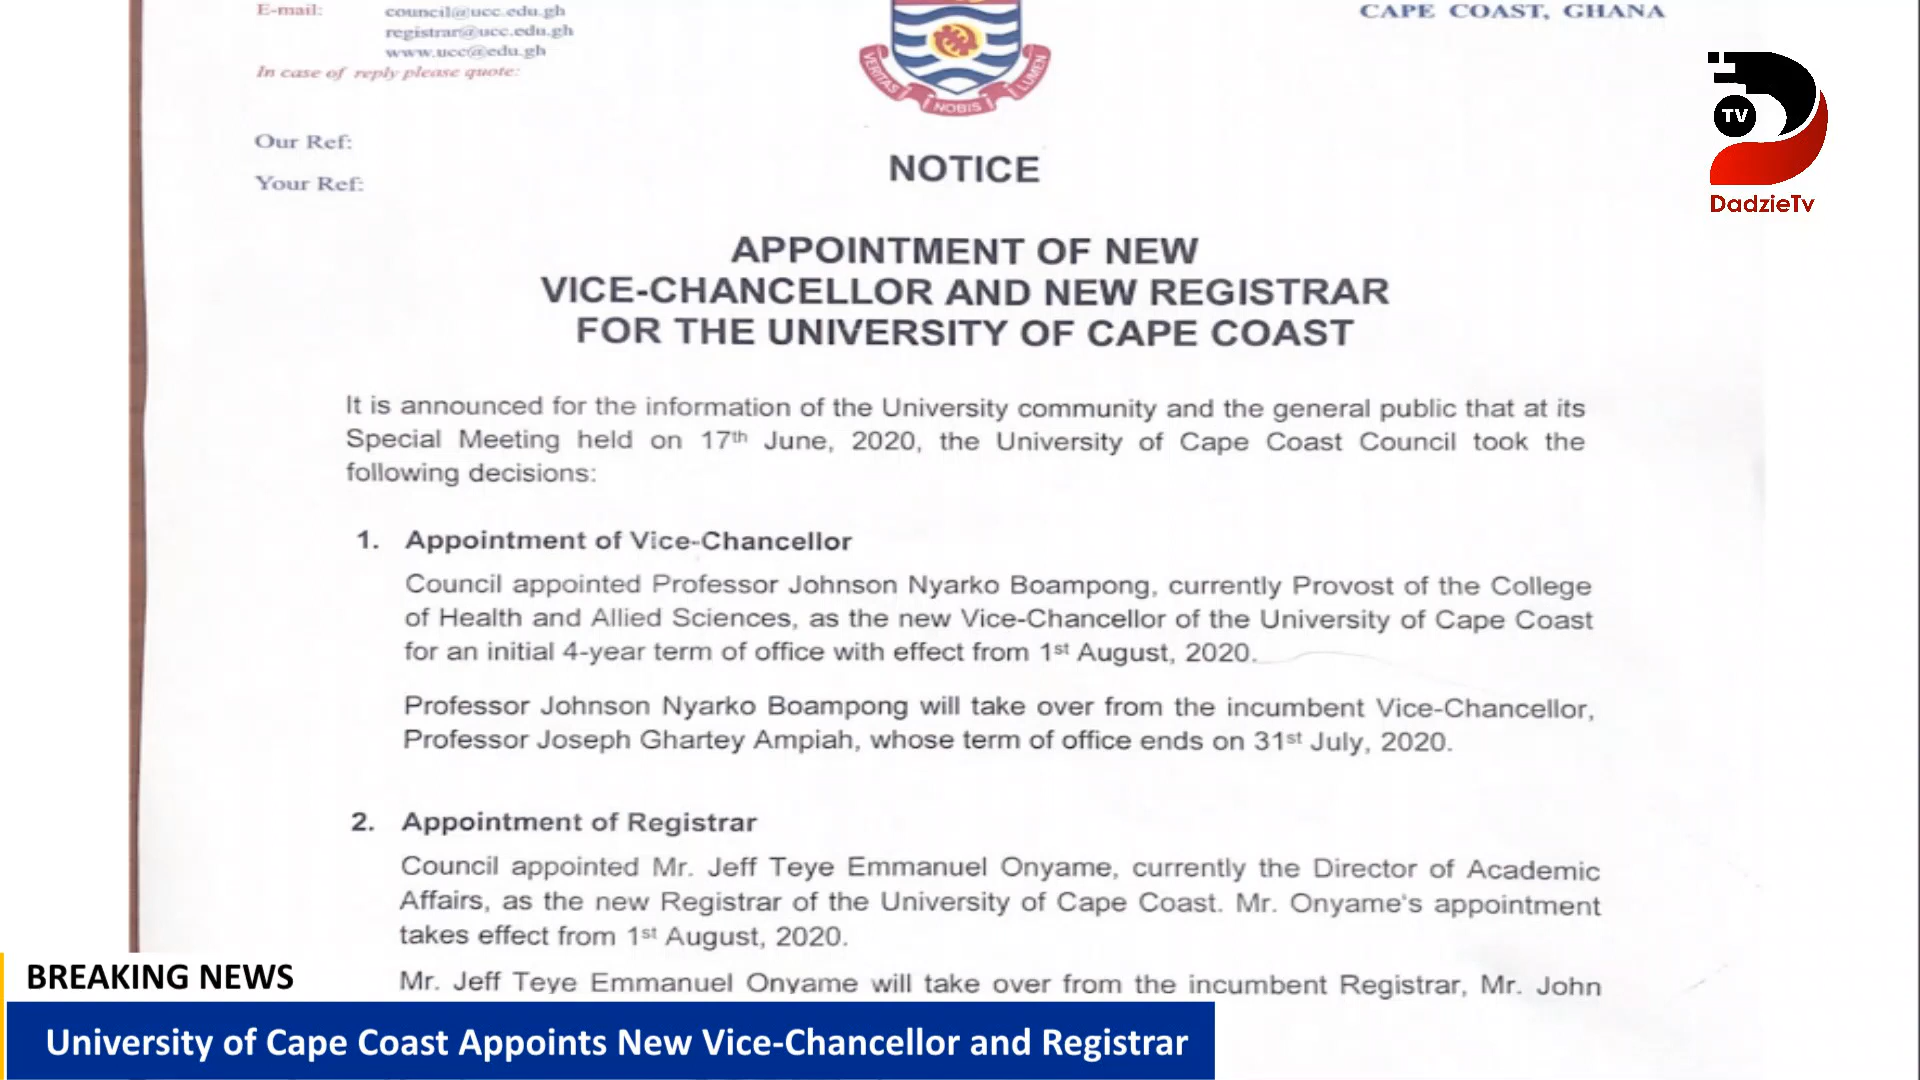 E-mail: council@ucc.edu.gh
registrar@ucc.edu.gh
www.ucc@edu.gh
In case of reply please quote:
CAPE COAST, GHANA
VERITAS NOBIS LUMEN
TV
DadzieTv
Our Ref:
Your Ref:
NOTICE
APPOINTMENT OF NEW
VICE-CHANCELLOR AND NEW REGISTRAR
FOR THE UNIVERSITY OF CAPE COAST
It is announced for the information of the University community and the general public that at its
Special Meeting held on 17th June, 2020, the University of Cape Coast Council took the
following decisions:
1. Appointment of Vice-Chancellor
Council appointed Professor Johnson Nyarko Boampong, currently Provost of the College
of Health and Allied Sciences, as the new Vice-Chancellor of the University of Cape Coast
for an initial 4-year term of office with effect from 1st August, 2020.
Professor Johnson Nyarko Boampong will take over from the incumbent Vice-Chancellor,
Professor Joseph Ghartey Ampiah, whose term of office ends on 31st July, 2020.
2. Appointment of Registrar
Council appointed Mr. Jeff Teye Emmanuel Onyame, currently the Director of Academic
Affairs, as the new Registrar of the University of Cape Coast. Mr. Onyame's appointment
takes effect from 1st August, 2020.
Mr. Jeff Teye Emmanuel Onyame will take over from the incumbent Registrar, Mr. John
BREAKING NEWS
University of Cape Coast Appoints New Vice-Chancellor and Registrar